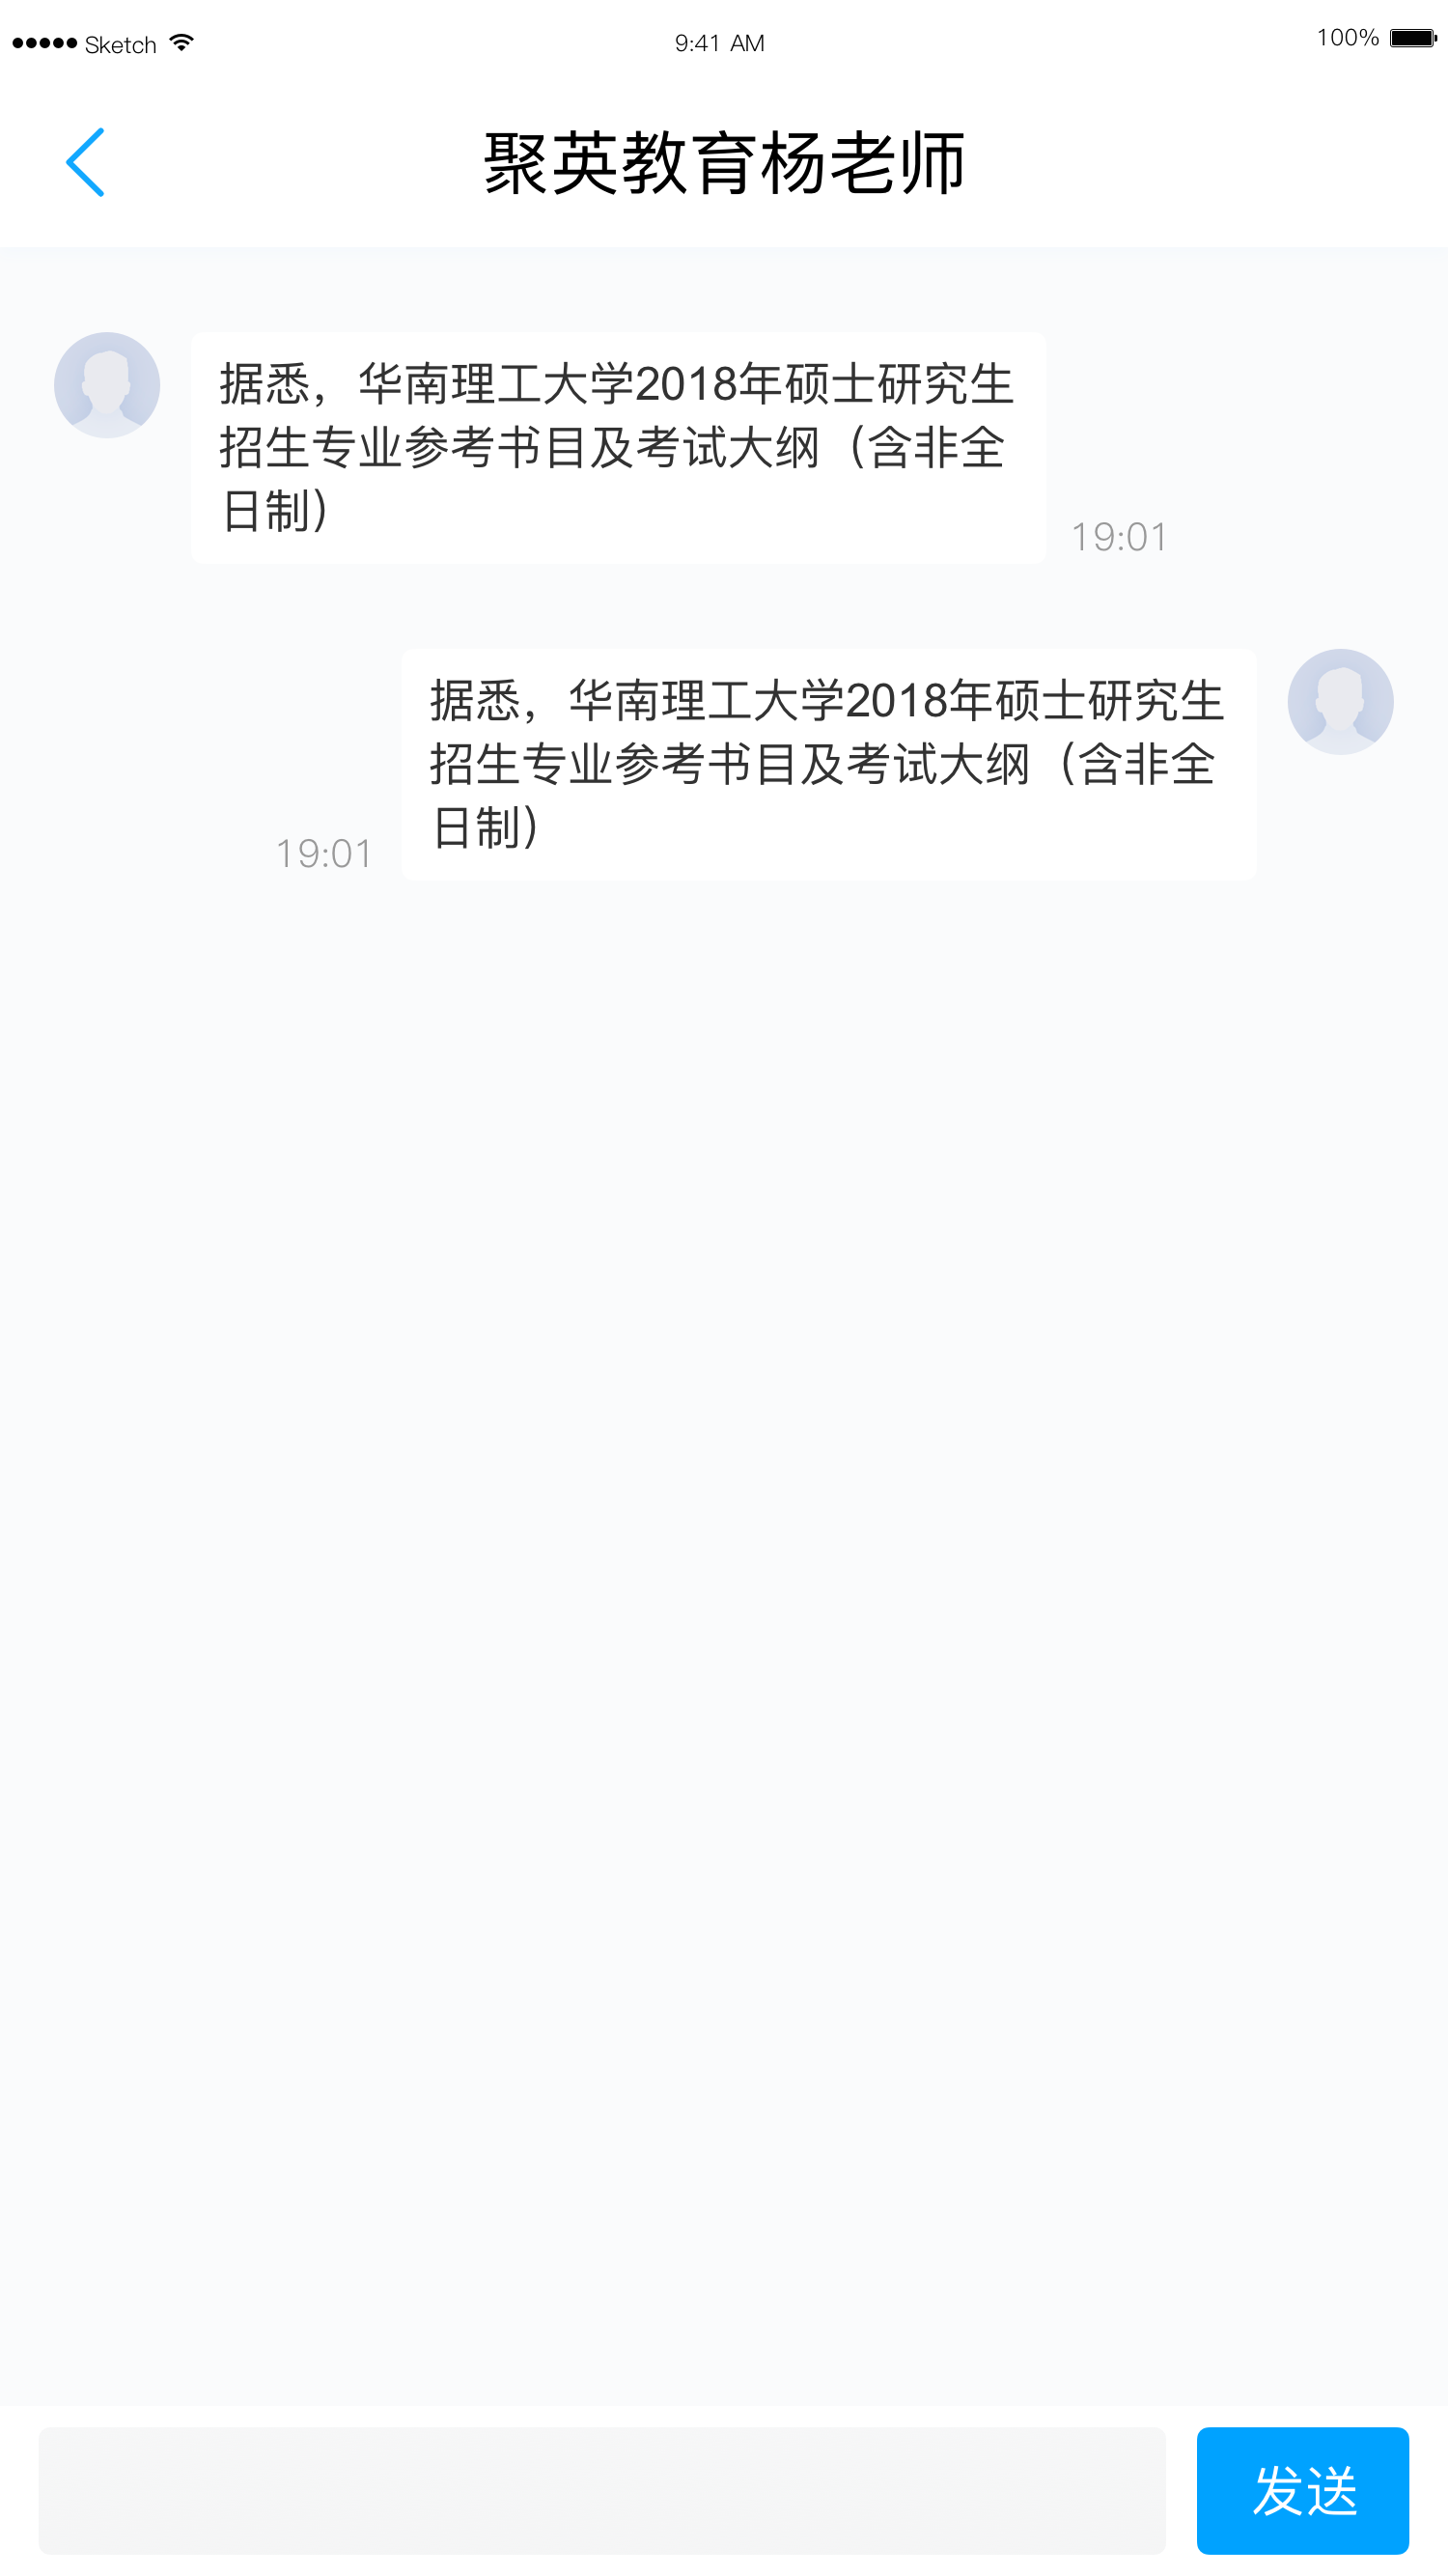 Sketch
9:41 AM
100%
聚英教育杨老师
据悉，华南理工大学2018年硕士研究生
招生专业参考书目及考试大纲（含非全
日制）
19:01
据悉，华南理工大学2018年硕士研究生
招生专业参考书目及考试大纲（含非全
日制）
19:01
发送